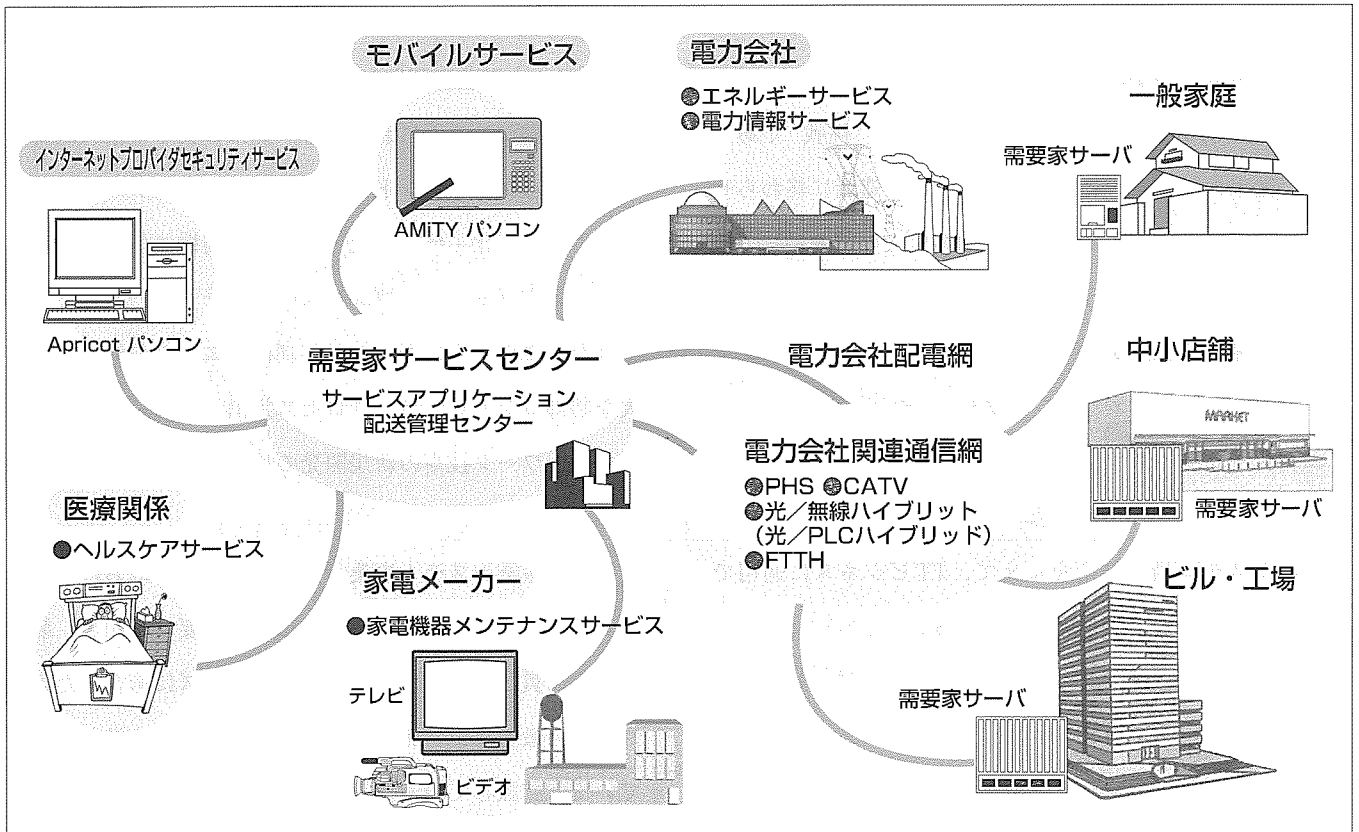 モバイルサービス
AMiTY パソコン
電力会社
●エネルギーサービス
●電力情報サービス
一般家庭
需要家サーバ
インターネットプロバイダセキュリティサービス
Apricot パソコン
需要家サービスセンター
サービスアプリケーション
配送管理センター
電力会社配電網
中小店舗
MARKET
需要家サーバ
電力会社関連通信網
●PHS ●CATV
●光／無線ハイブリット
(光／PLCハイブリッド)
●FTTH
医療関係
●ヘルスケアサービス
家電メーカー
●家電機器メンテナンスサービス
テレビ
ビデオ
ビル・工場
需要家サーバ